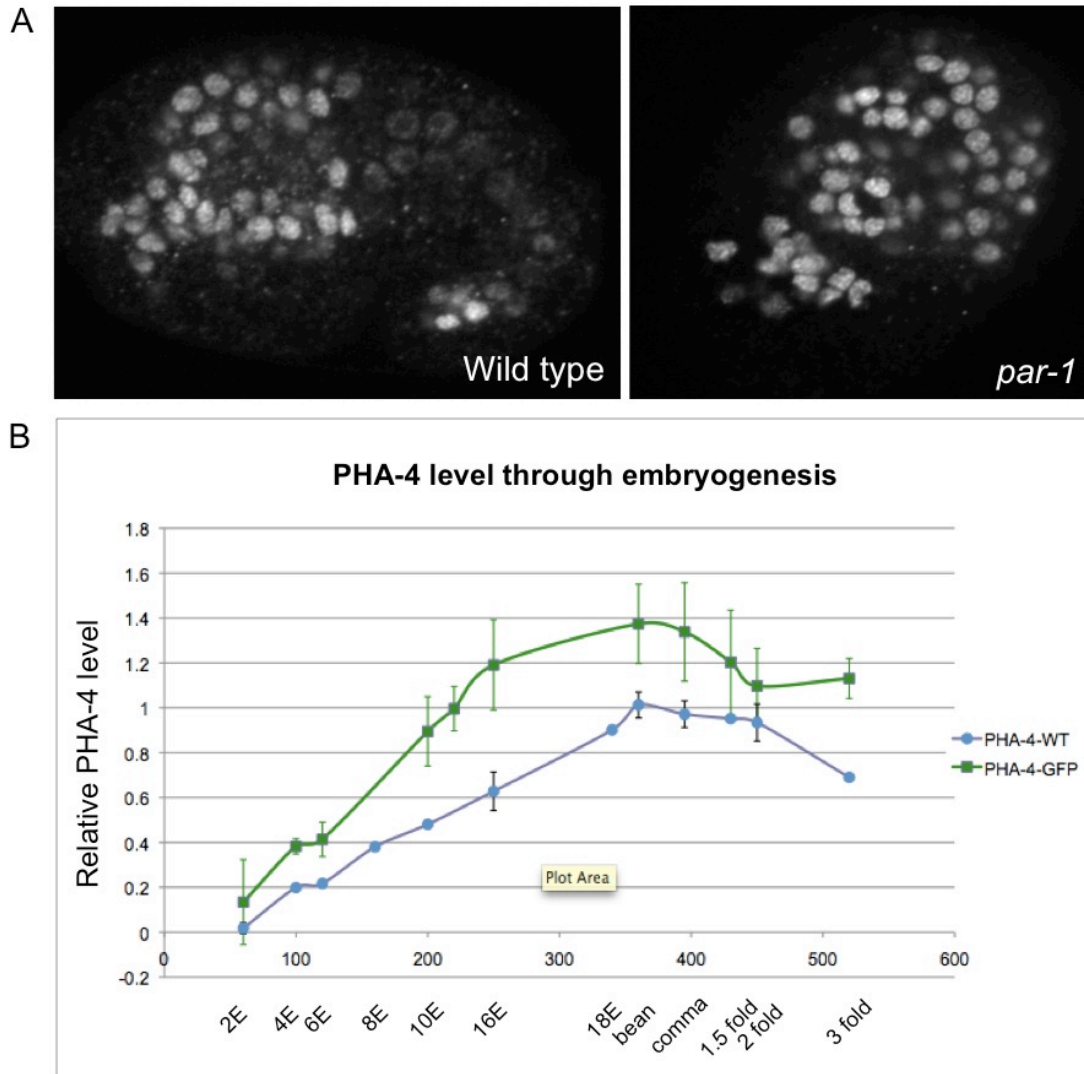 A
Wild type
par-1
B
PHA-4 level through embryogenesis
Relative PHA-4 level
1.8
1.6
1.4
1.2
1
0.8
0.6
0.4
0.2
0
-0.2
0 100 200 300 400 500 600
Plot Area
PHA-4-WT
PHA-4-GFP
2E 4E 6E 8E 10E 16E 18E bean comma 1.5 fold 2 fold 3 fold